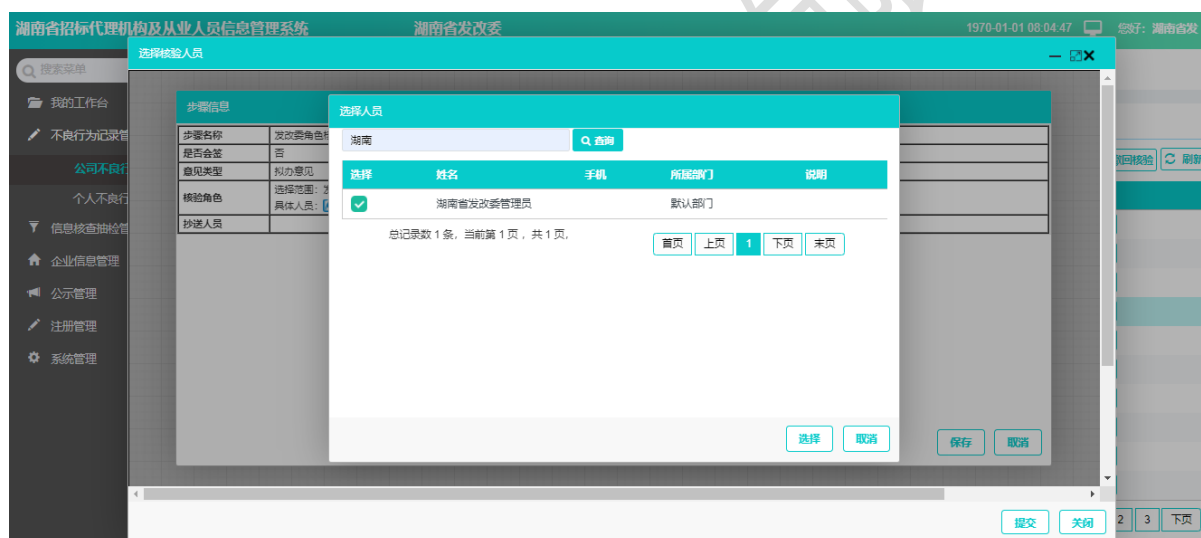 湖南省招标代理机构及从业人员信息管理系统 湖南省发改委 1970-01-01 08:04:47 您好: 湖南省发
选择核验人员
搜索菜单
我的工作台
不良行为记录管
公司不良行
个人不良行
信息核查抽检管
企业信息管理
公示管理
注册管理
系统管理
步骤信息
步骤名称 发改委角色
是否会签 否
意见类型 拟办意见
核验角色 选择范围:
具体人员:
抄送人员
选择人员
湖南 查询
选择 姓名 手机 所属部门 说明
湖南省发改委管理员 默认部门
总记录数 1 条, 当前第 1 页, 共 1 页,
首页 上页 1 下页 末页
选择 取消
保存 取消
回核验 刷新
提交 关闭
2 3 下页